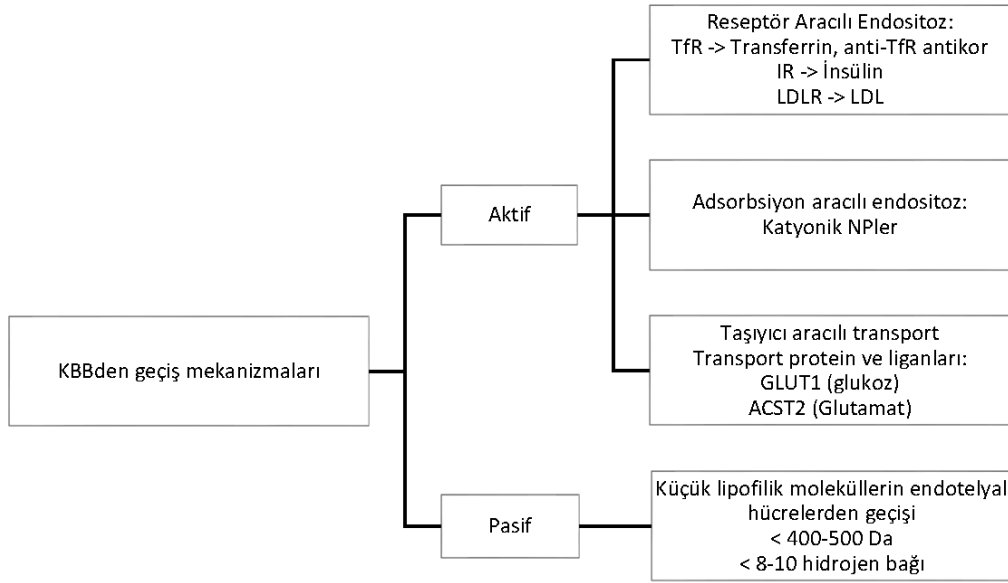 Reseptör Aracılı Endositoz:
TfR -> Transferrin, anti-TfR antikor
IR -> İnsülin
LDLR -> LDL
Aktif
Adsorbsiyon aracılı endositoz:
Katyonik NPler
KBBden geçiş mekanizmaları
Taşıyıcı aracılı transport
Transport protein ve liganları:
GLUT1 (glukoz)
ACST2 (Glutamat)
Pasif
Küçük lipofilik moleküllerin endotelyal
hücrelerden geçişi
< 400-500 Da
< 8-10 hidrojen bağı